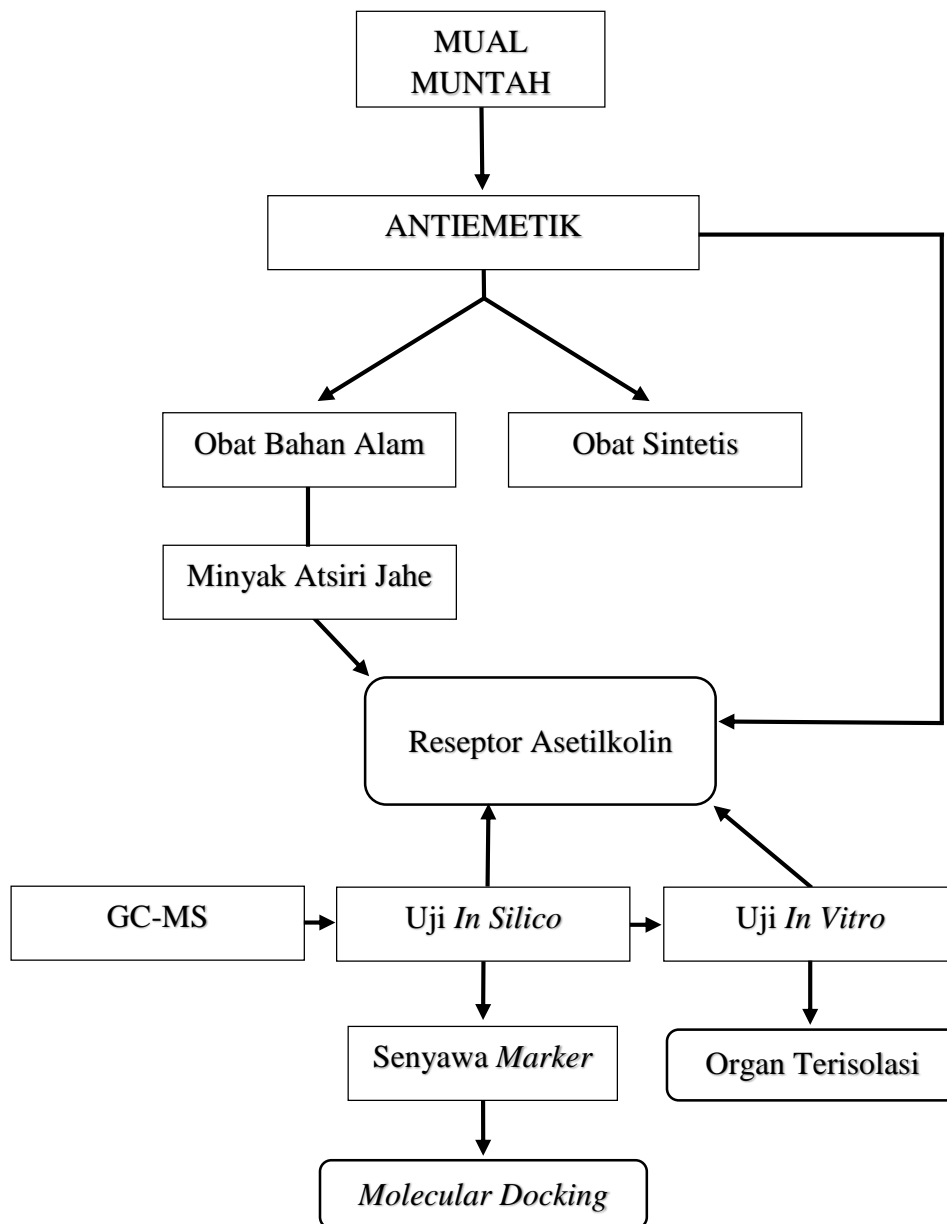 MUAL
MUNTAH
ANTIEMETIK
Obat Bahan Alam
Obat Sintetis
Minyak Atsiri Jahe
Reseptor Asetilkolin
GC-MS
Uji In Silico
Uji In Vitro
Senyawa Marker
Organ Terisolasi
Molecular Docking